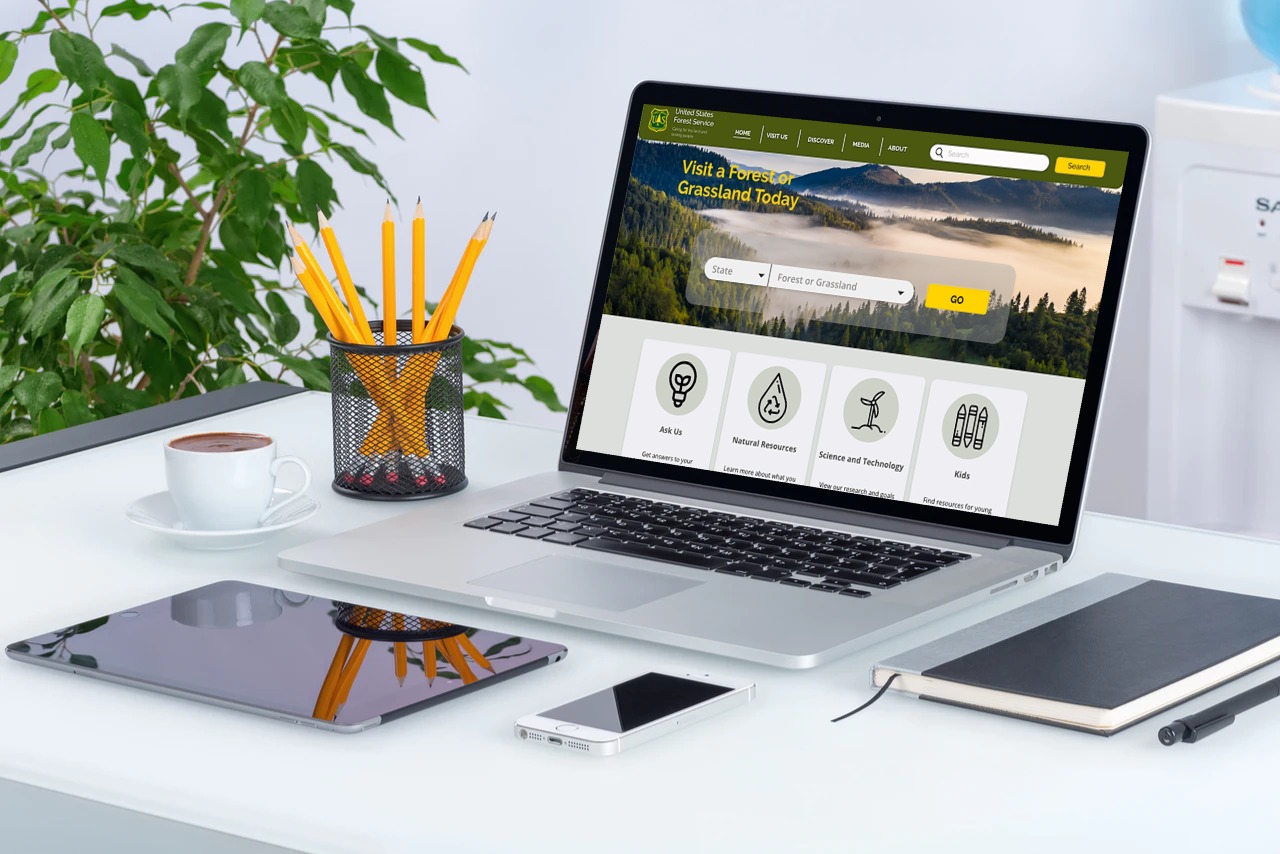 United States
Forest Service
Caring for the land and
serving people
HOME
VISIT US
DISCOVER
MEDIA
ABOUT
Search
Search
Visit a Forest or
Grassland Today
State
Forest or Grassland
GO
Ask Us
Get answers to your
Natural Resources
Learn more about what you
Science and Technology
View our research and goals
Kids
Find resources for young
SA